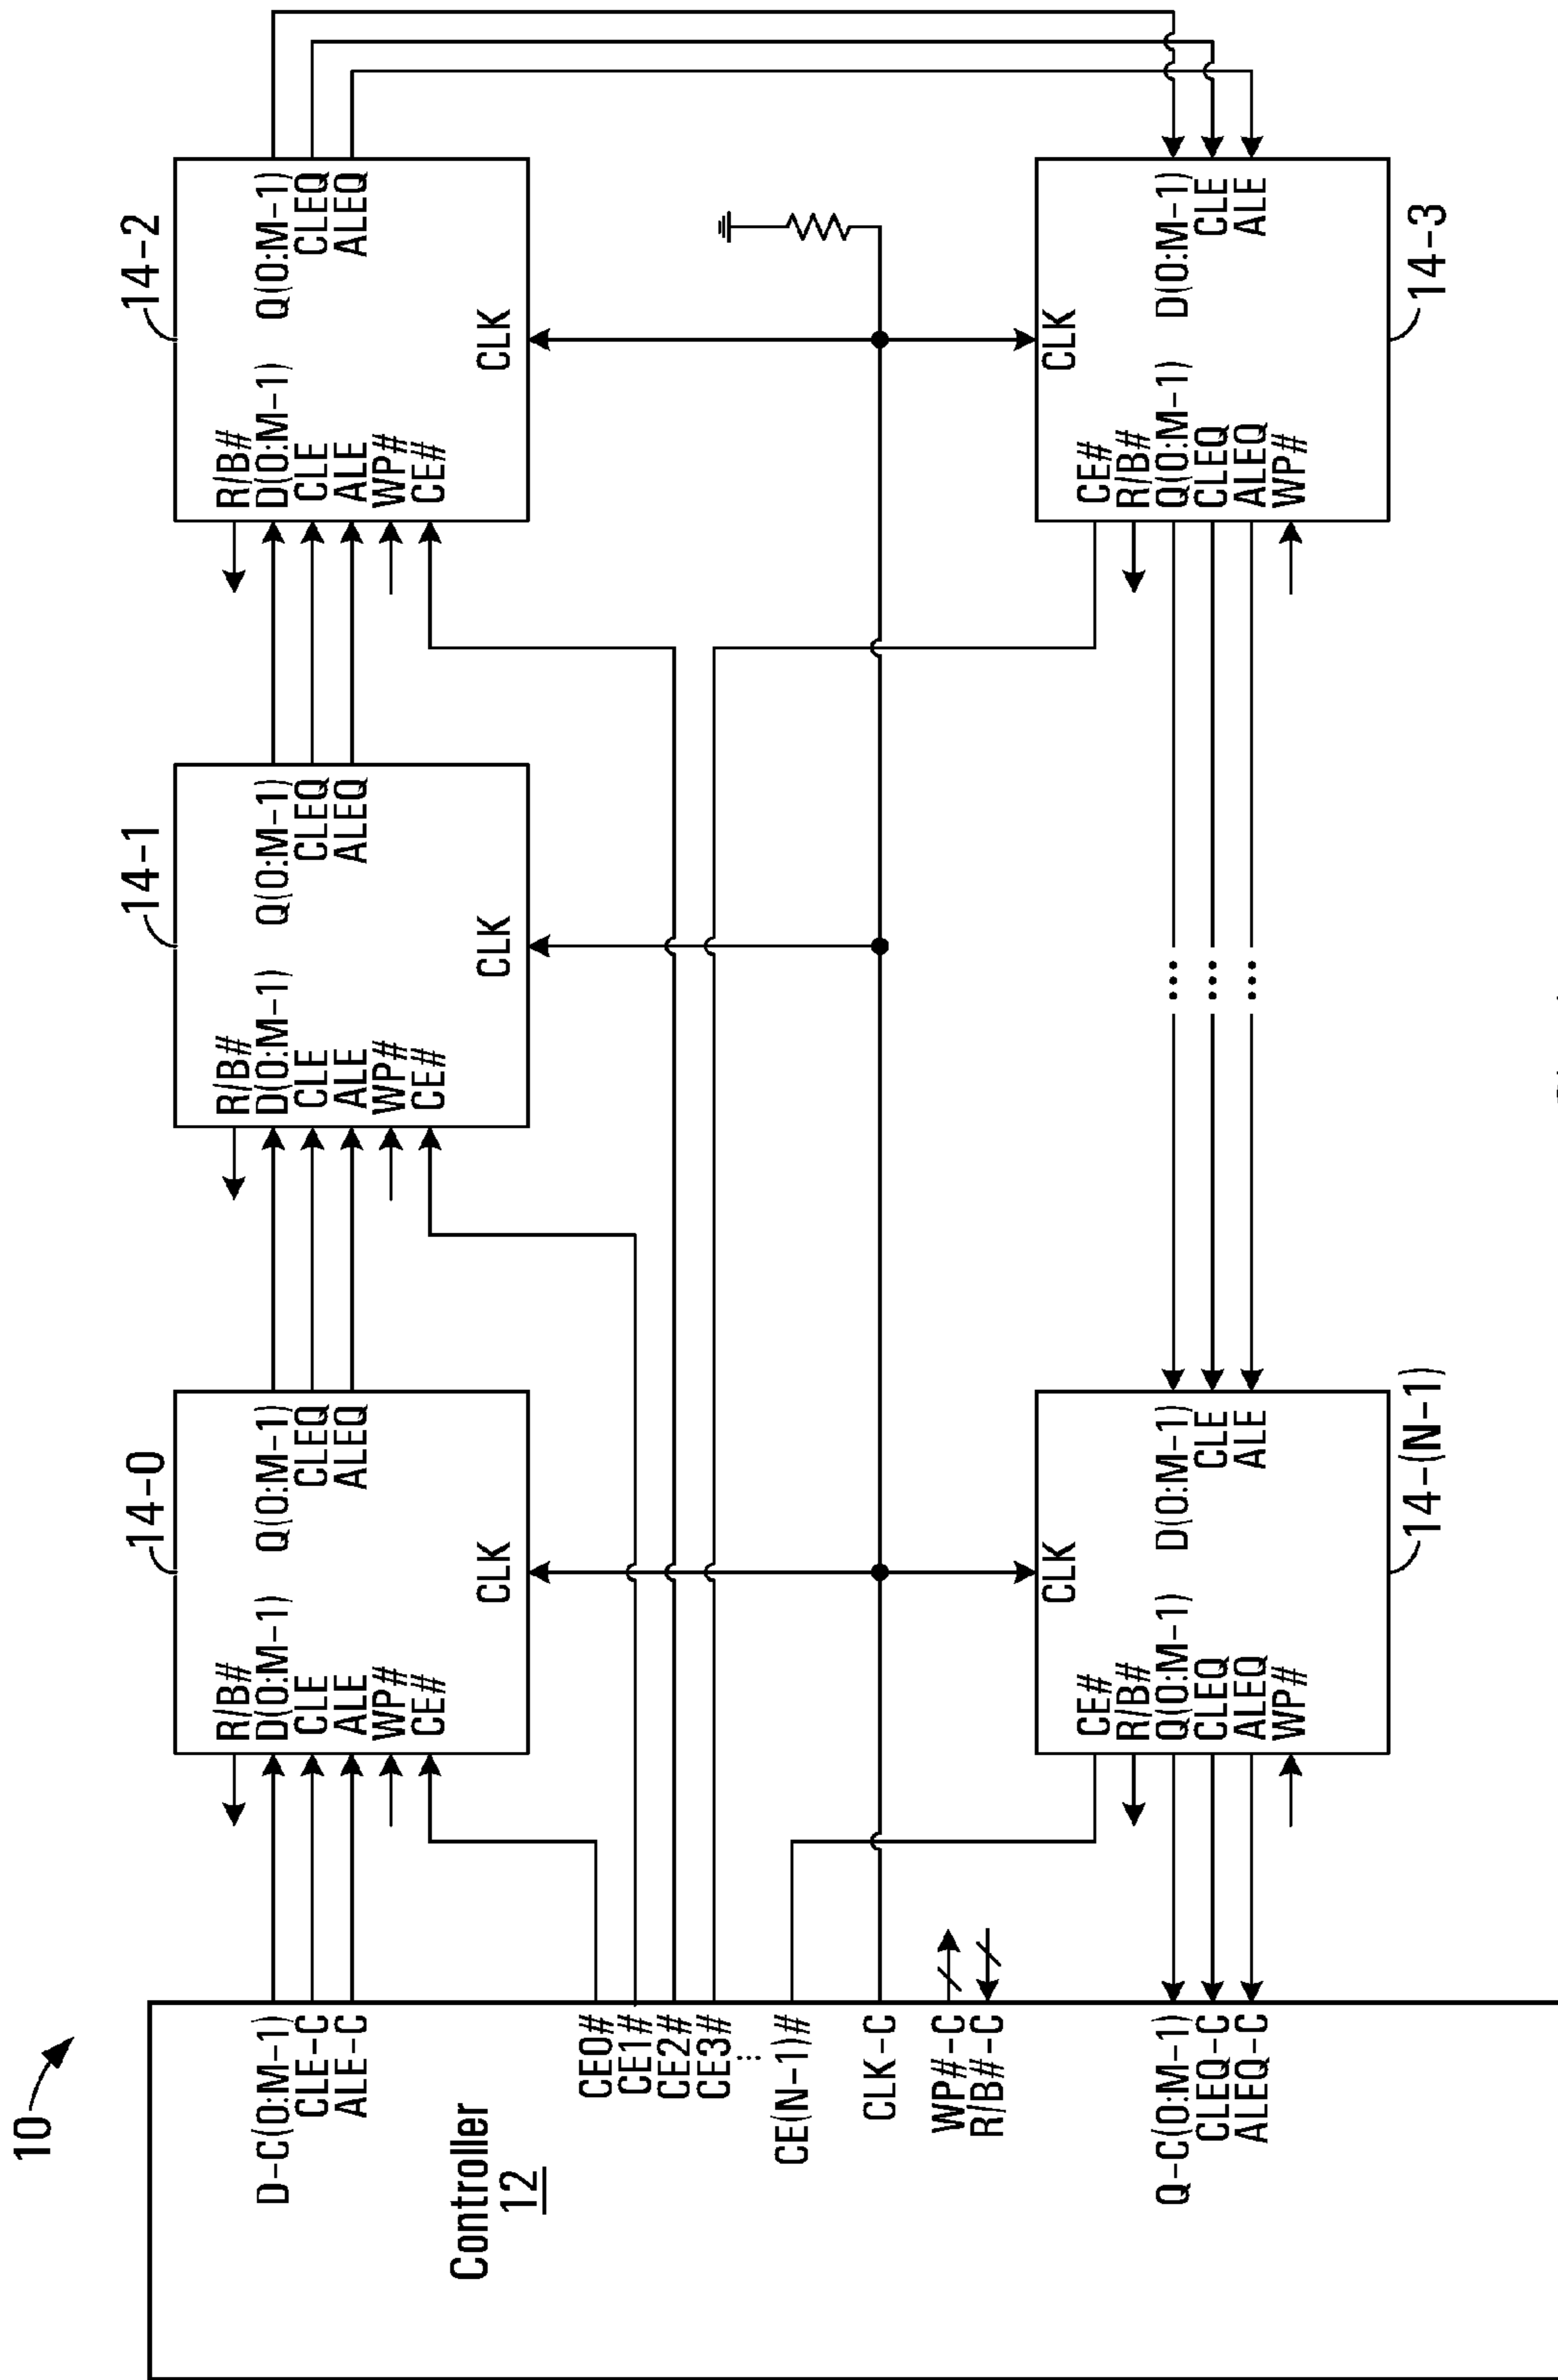 10
Controller
12
D-C(0:M-1)
CLE-C
ALE-C
CE0#
CE1#
CE2#
CE3#
CE(N-1)#
CLK-C
WP#-C
R/B#-C
Q-C(0:M-1)
CLEQ-C
ALEQ-C
14-0
R/B#
D(0:M-1) Q(0:M-1)
CLE CLEQ
ALE ALEQ
WP#
CE#
CLK
14-1
R/B#
D(0:M-1) Q(0:M-1)
CLE CLEQ
ALE ALEQ
WP#
CE#
CLK
14-2
R/B#
D(0:M-1) Q(0:M-1)
CLE CLEQ
ALE ALEQ
WP#
CE#
CLK
CLK
CE#
R/B#
Q(0:M-1) D(0:M-1)
CLEQ CLE
ALEQ ALE
WP#
14-(N-1)
CLK
CE#
R/B#
Q(0:M-1) D(0:M-1)
CLEQ CLE
ALEQ ALE
WP#
14-3